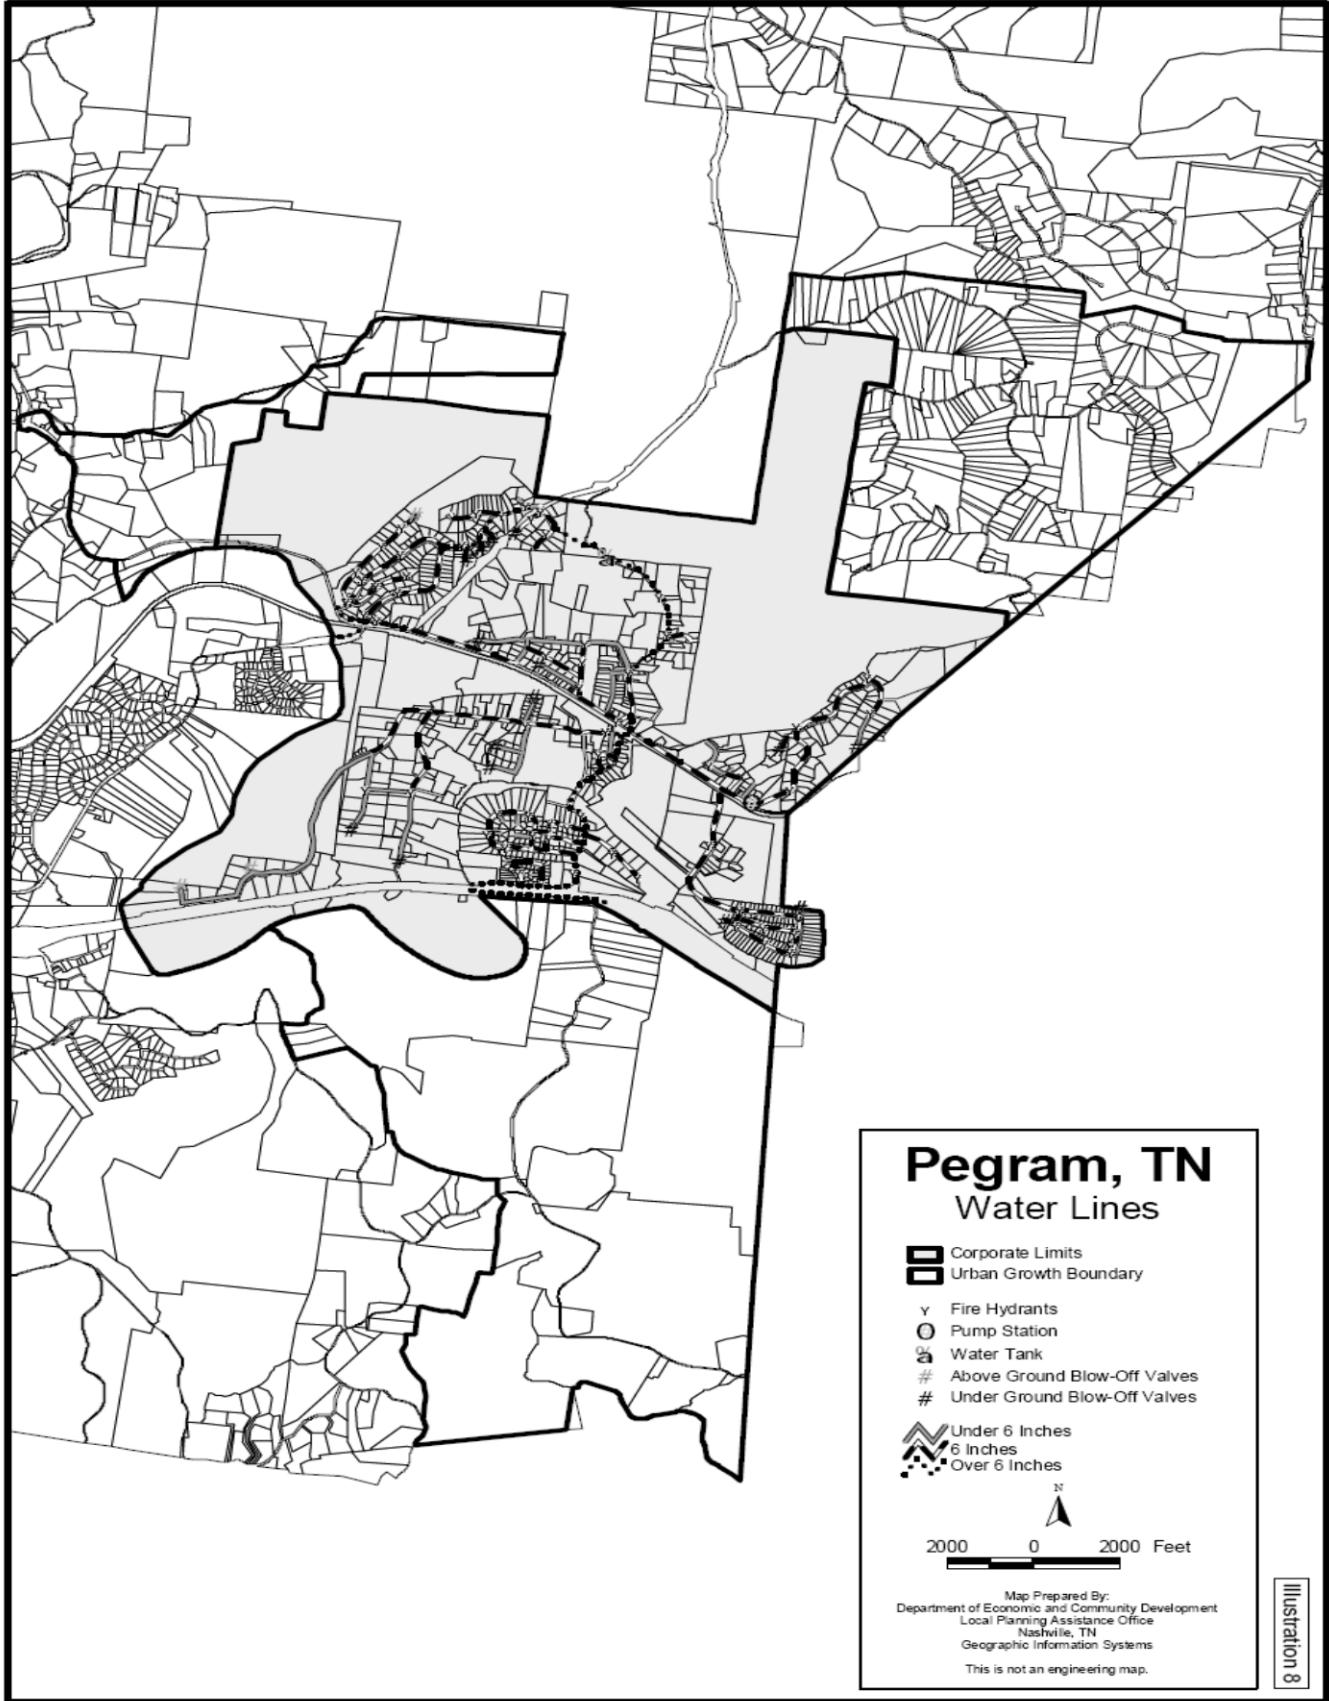 Pegram, TN
Water Lines
Corporate Limits
Urban Growth Boundary
Fire Hydrants
Pump Station
Water Tank
# Above Ground Blow-Off Valves
# Under Ground Blow-Off Valves
Under 6 Inches
6 Inches
Over 6 Inches
N
2000 0 2000 Feet
Map Prepared By:
Department of Economic and Community Development
Local Planning Assistance Office
Nashville, TN
Geographic Information Systems
This is not an engineering map.
Illustration 8